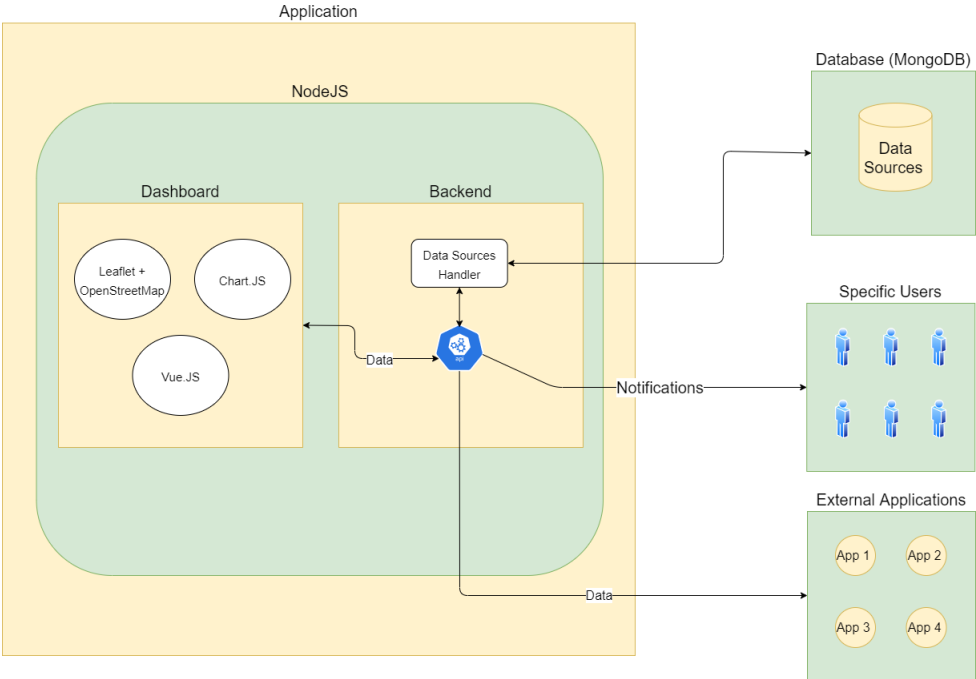 Application
Database (MongoDB)
NodeJS
Data
Sources
Dashboard
Backend
Data Sources
Handler
Leaflet +
OpenStreetMap
Chart.JS
Specific Users
api
Data
Vue.JS
Notifications
External Applications
App 1
App 2
Data
App 3
App 4